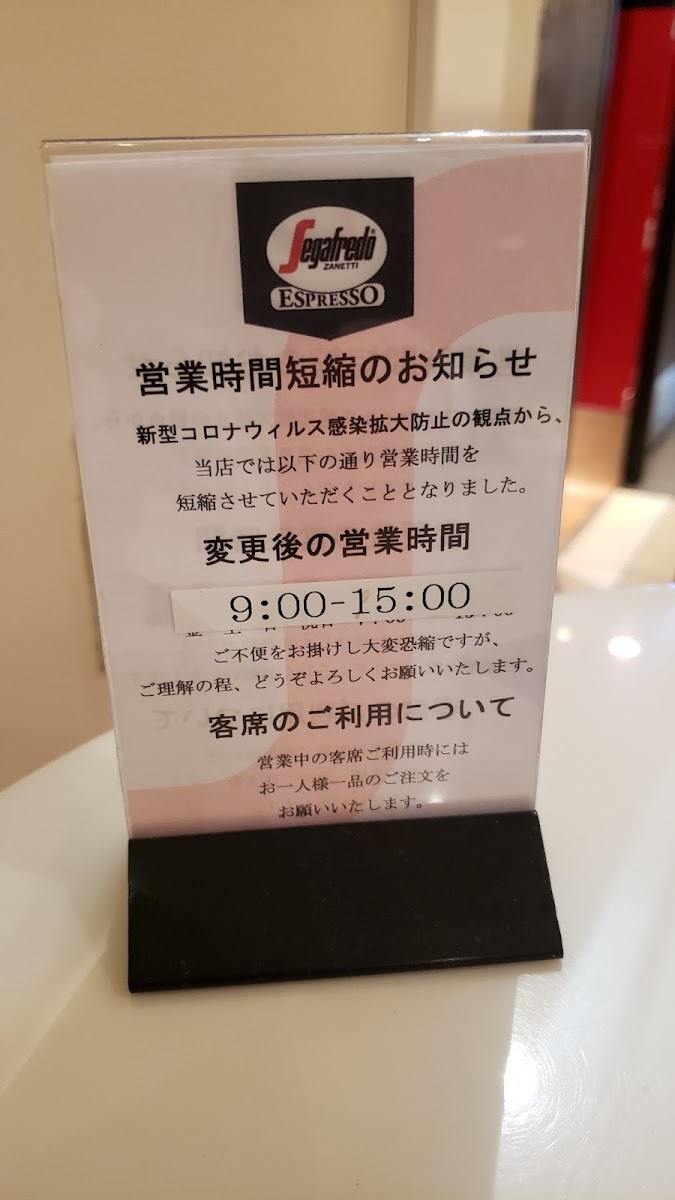 Segafredo
ZANETTI
ESPRESSO
営業時間短縮のお知らせ
新型コロナウィルス感染拡大防止の観点から、
当店では以下の通り営業時間を
短縮させていただくこととなりました。
変更後の営業時間
9:00-15:00
ご不便をお掛けし大変恐縮ですが、
ご理解の程、どうぞよろしくお願いいたします。
客席のご利用について
営業中の客席ご利用時には
お一人様一品のご注文を
お願いいたします。